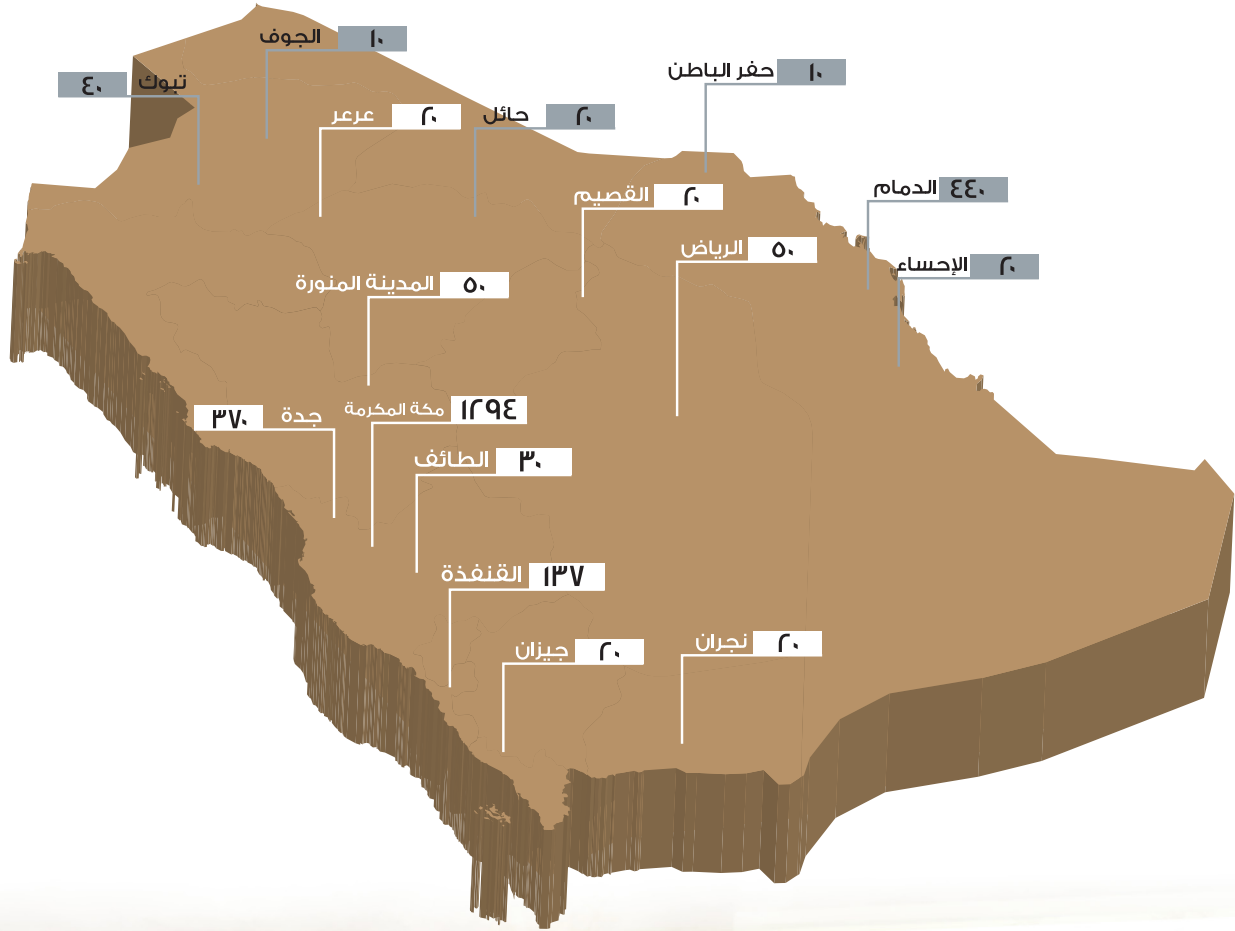 الجوف ١٠
حفر الباطن ١٠
تبوك ٤٠
عرعر ٢٠
حائل ٢٠
الدمام ٤٤٠
القصيم ٢٠
الرياض ٥٠
الإحساء ٢٠
المدينة المنورة ٥٠
مكة المكرمة ١٢٩٤
جدة ٣٧٠
الطائف ٣٠
القنفذة ١٣٧
نجران ٢٠
جيزان ٢٠